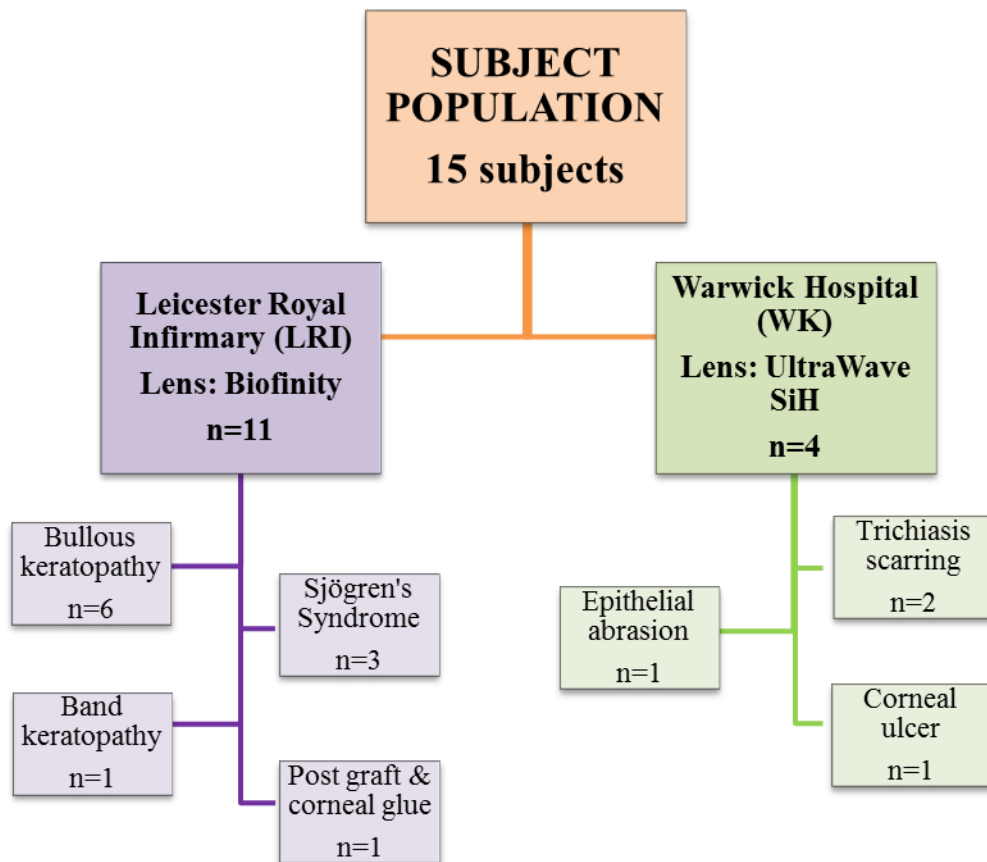 SUBJECT
POPULATION
15 subjects
Leicester Royal
Infirmary (LRI)
Lens: Biofinity
n=11
Warwick Hospital
(WK)
Lens: UltraWave
SiH
n=4
Bullous
keratopathy
n=6
Sjögren's
Syndrome
n=3
Band
keratopathy
n=1
Post graft &
corneal glue
n=1
Trichiasis
scarring
n=2
Epithelial
abrasion
n=1
Corneal
ulcer
n=1